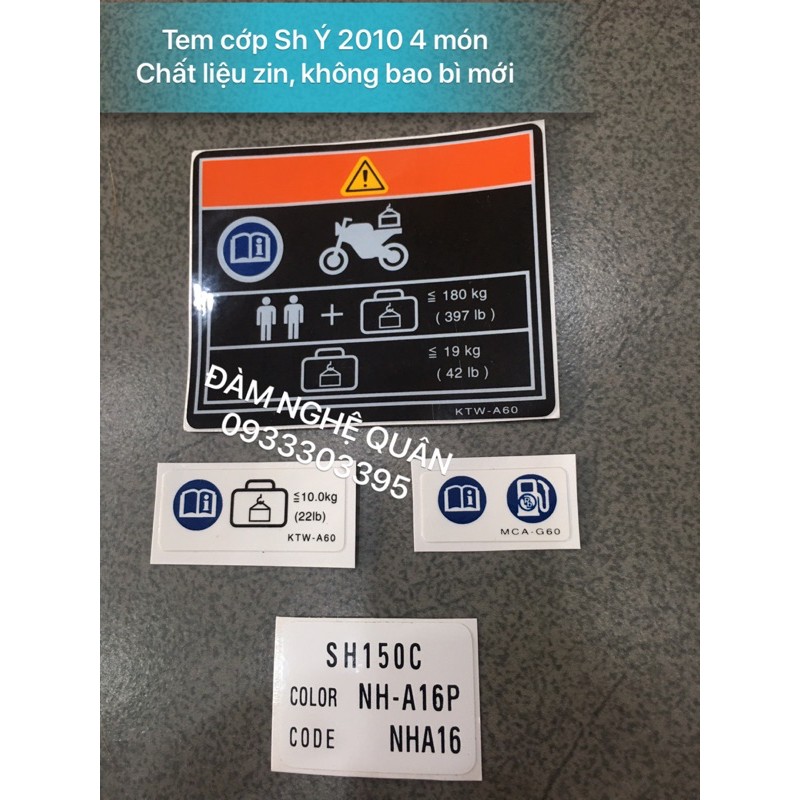 Tem cớp Sh Ý 2010 4 món
Chất liệu zin, không bao bì mới
≦ 180 kg
( 397 lb )
≦ 19 kg
( 42 lb )
KTW-A60
ĐÀM NGHỆ QUÂN
0933303395
≦10.0kg
(22lb)
KTW-A60
MCA-G60
SH150C
COLOR NH-A16P
CODE NHA16